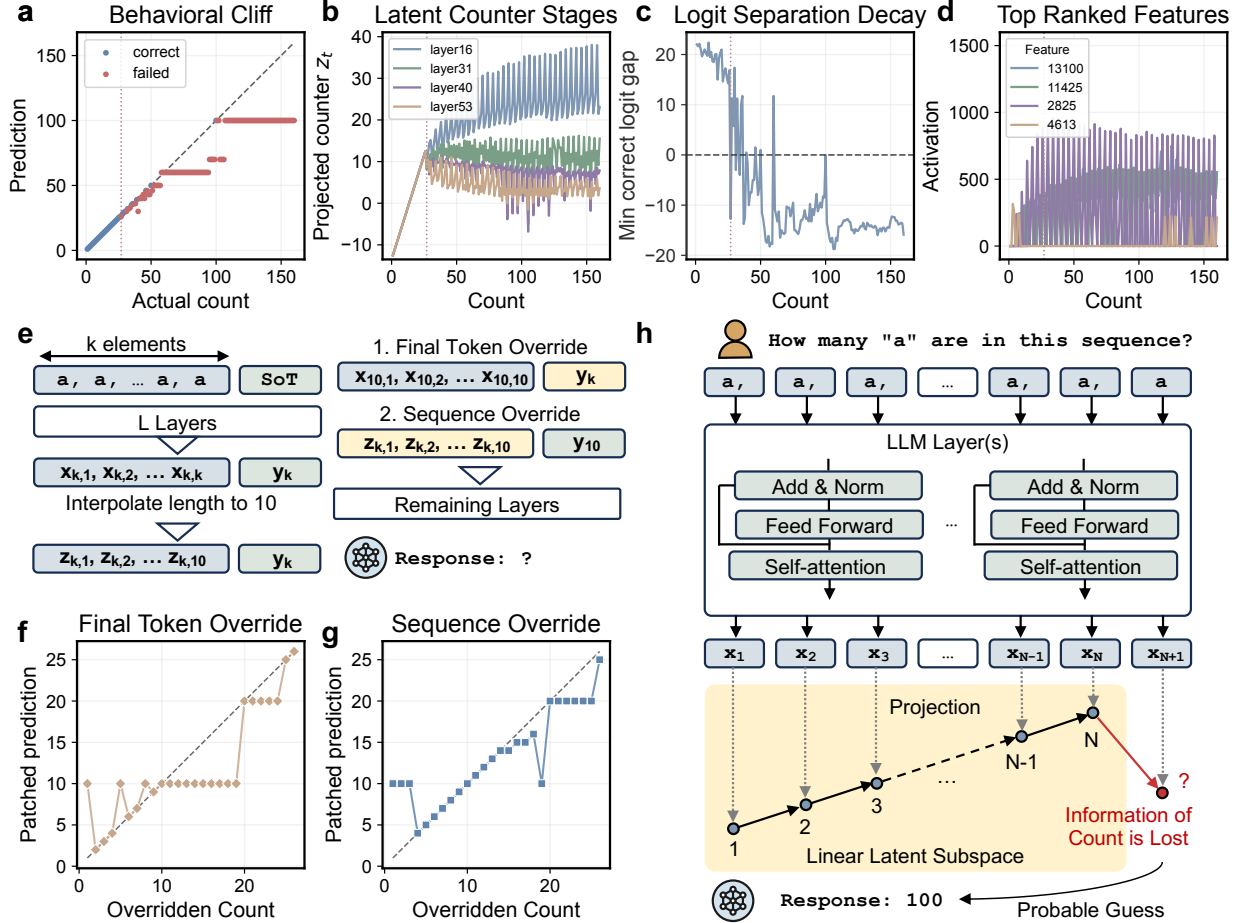 a Behavioral Cliff
Prediction
100
50
0
correct
failed
0 50 100 150
Actual count
b Latent Counter Stages
Projected counter z_t
40
30
20
10
0
−10
layer16
layer31
layer40
layer53
0 50 100 150
Count
c Logit Separation Decay
Min correct logit gap
20
10
0
−10
−20
0 50 100 150
Count
d Top Ranked Features
Activation
1500
1000
500
0
Feature
13100
11425
2825
4613
0 50 100 150
Count
e
k elements
a, a, … a, a SoT
L Layers
x_{k,1}, x_{k,2}, … x_{k,k} y_k
Interpolate length to 10
z_{k,1}, z_{k,2}, … z_{k,10} y_k
1. Final Token Override
x_{10,1}, x_{10,2}, … x_{10,10} y_k
2. Sequence Override
z_{k,1}, z_{k,2}, … z_{k,10} y_{10}
Remaining Layers
Response: ?
f Final Token Override
Patched prediction
25
20
15
10
5
0
0 10 20
Overridden Count
g Sequence Override
Patched prediction
25
20
15
10
5
0
0 10 20
Overridden Count
h
How many "a" are in this sequence?
a, a, a, … a, a, a
LLM Layer(s)
Add & Norm Add & Norm
Feed Forward … Feed Forward
Self-attention Self-attention
x_1 x_2 x_3 … x_{N-1} x_N x_{N+1}
Projection
1 2 3 … N-1 N ?
Information of
Count is Lost
Linear Latent Subspace
Response: 100
Probable Guess